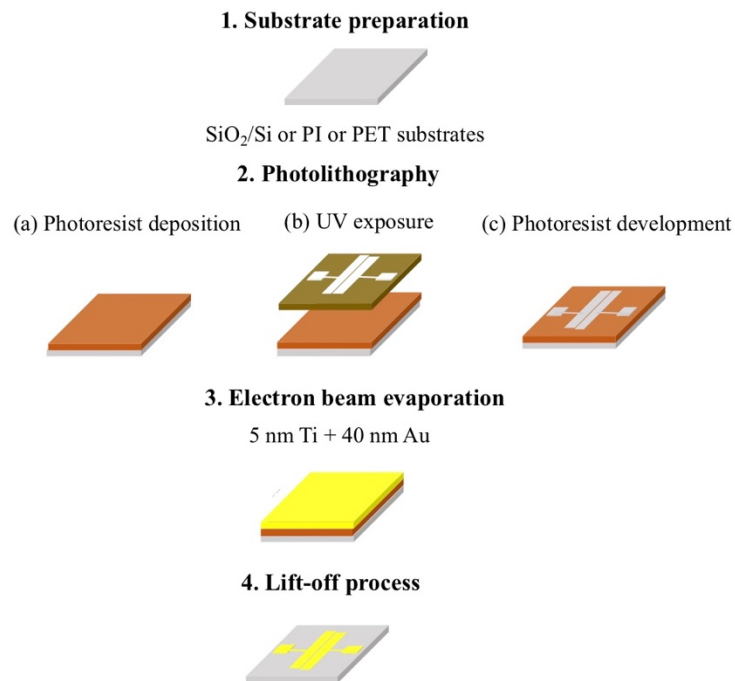 1. Substrate preparation
SiO₂/Si or PI or PET substrates
2. Photolithography
(a) Photoresist deposition
(b) UV exposure
(c) Photoresist development
3. Electron beam evaporation
5 nm Ti + 40 nm Au
4. Lift-off process